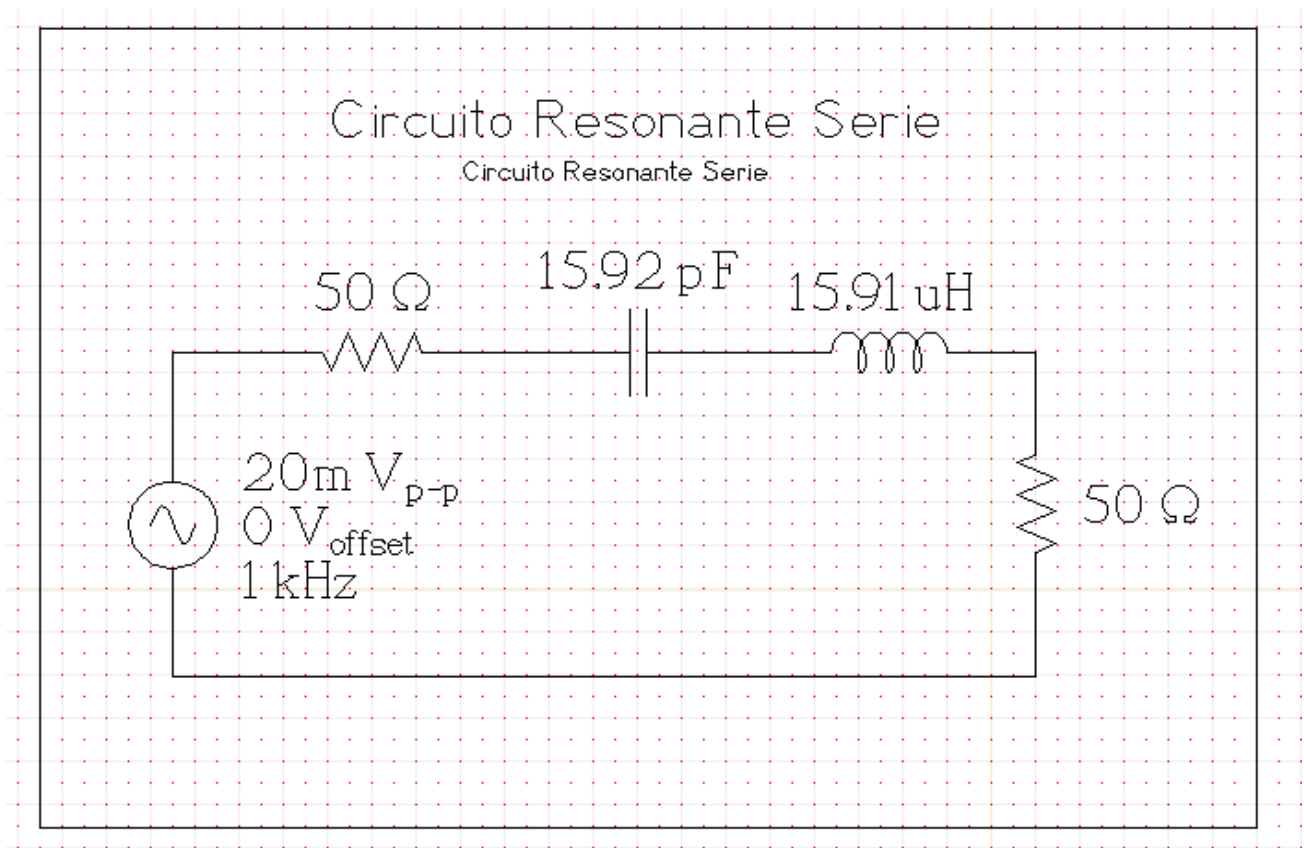 Circuito Resonante Serie
Circuito Resonante Serie
15.92 pF
50 Ω
15.91 uH
20m Vp-p
0 Voffset
1 kHz
50 Ω